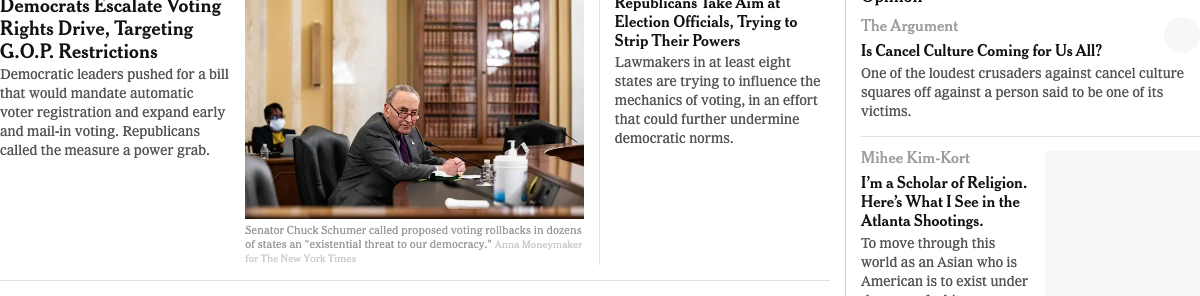 Democrats Escalate Voting
Rights Drive, Targeting
G.O.P. Restrictions
Democratic leaders pushed for a bill
that would mandate automatic
voter registration and expand early
and mail-in voting. Republicans
called the measure a power grab.
Senator Chuck Schumer called proposed voting rollbacks in dozens
of states an “existential threat to our democracy.” Anna Moneymaker
for The New York Times
Republicans Take Aim at
Election Officials, Trying to
Strip Their Powers
Lawmakers in at least eight
states are trying to influence the
mechanics of voting, in an effort
that could further undermine
democratic norms.
Opinion
The Argument
Is Cancel Culture Coming for Us All?
One of the loudest crusaders against cancel culture
squares off against a person said to be one of its
victims.
Mihee Kim-Kort
I’m a Scholar of Religion.
Here’s What I See in the
Atlanta Shootings.
To move through this
world as an Asian who is
American is to exist under